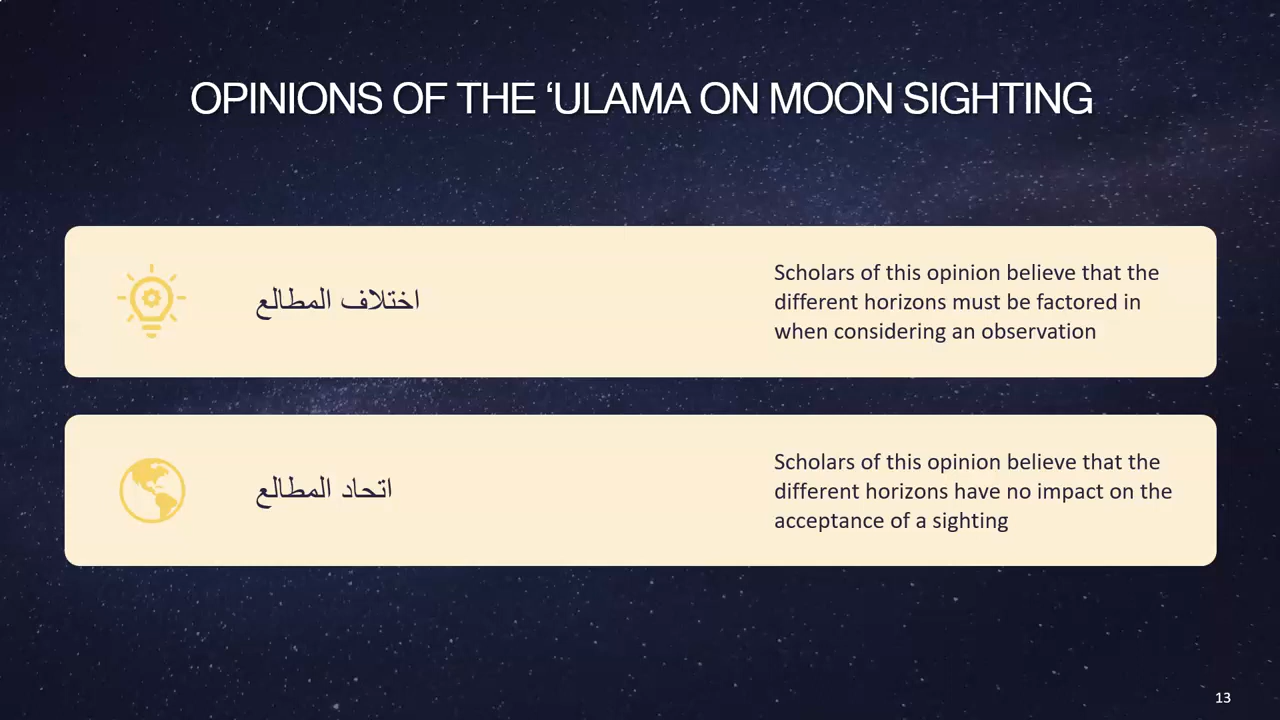 OPINIONS OF THE ‘ULAMA ON MOON SIGHTING
اختلاف المطالع
Scholars of this opinion believe that the
different horizons must be factored in
when considering an observation
اتحاد المطالع
Scholars of this opinion believe that the
different horizons have no impact on the
acceptance of a sighting
13